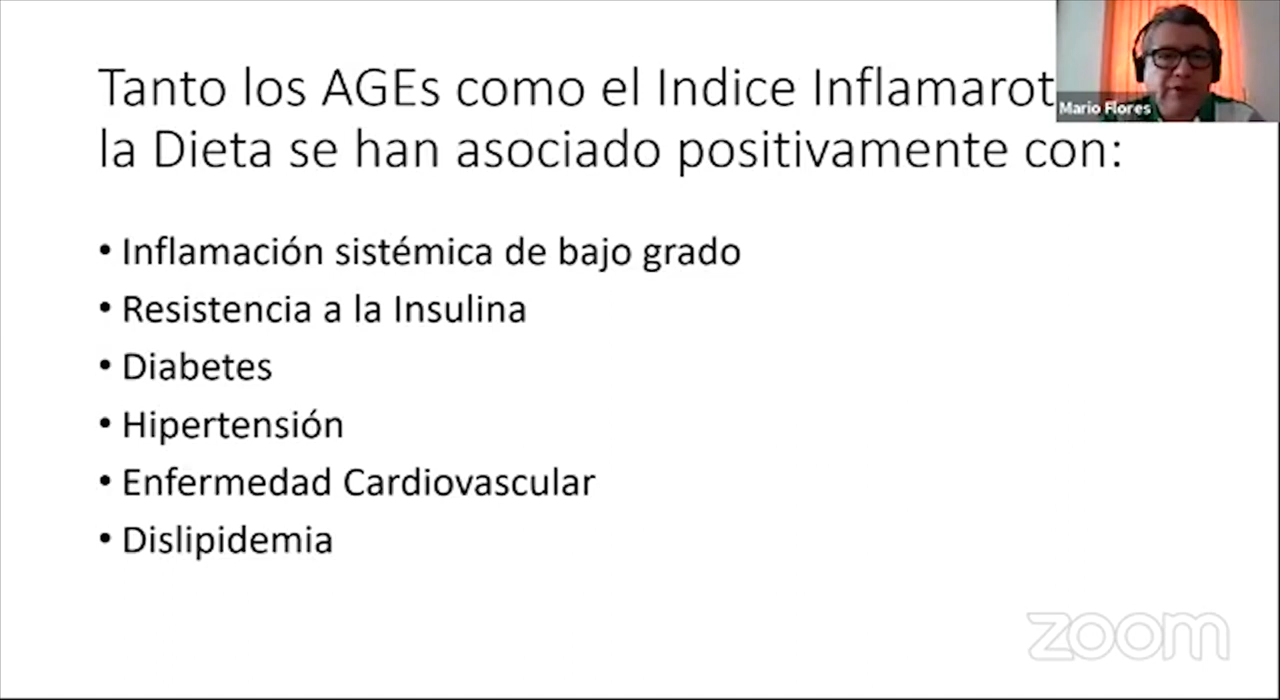 Tanto los AGEs como el Indice Inflamarot
la Dieta se han asociado positivamente con:
Mario Flores
• Inflamación sistémica de bajo grado
• Resistencia a la Insulina
• Diabetes
• Hipertensión
• Enfermedad Cardiovascular
• Dislipidemia
zoom